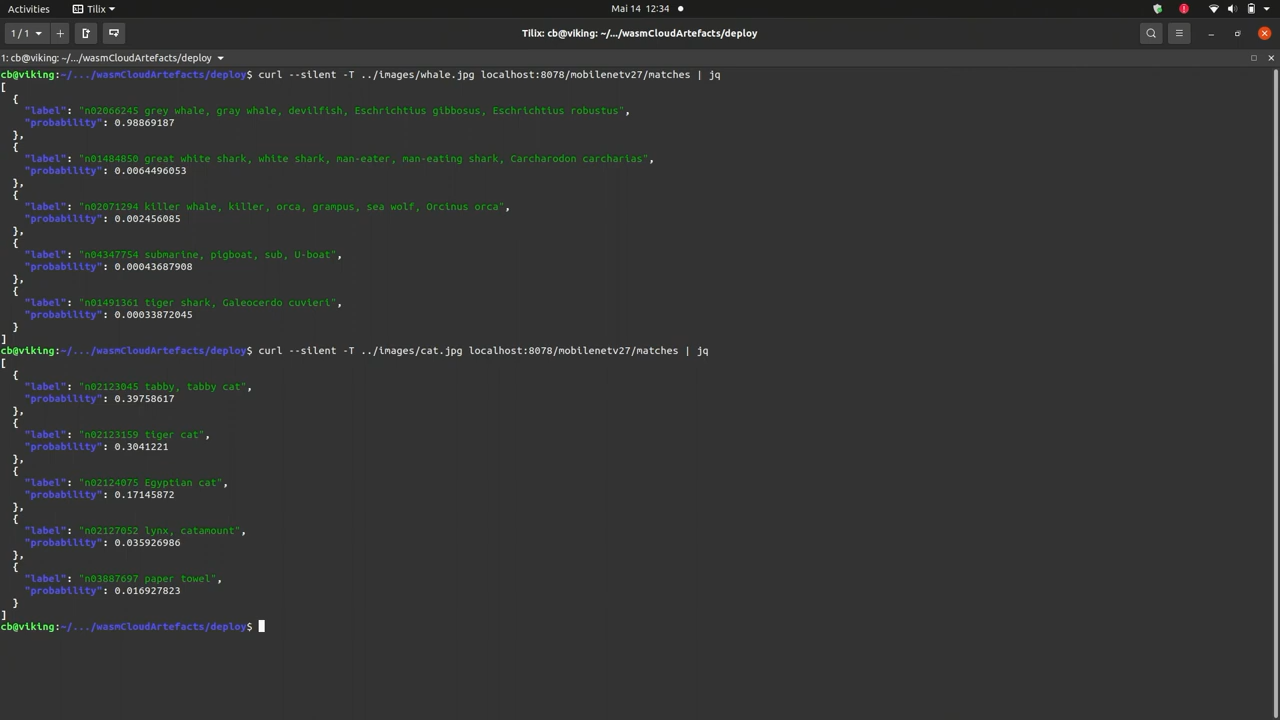 Activities Tilix Mai 14 12:34
1/1 Tilix: cb@viking: ~/.../wasmCloudArtefacts/deploy
1: cb@viking: ~/.../wasmCloudArtefacts/deploy
cb@viking:~/.../wasmCloudArtefacts/deploy$ curl --silent -T ../images/whale.jpg localhost:8078/mobilenetv27/matches | jq
[
  {
    "label": "n02066245 grey whale, gray whale, devilfish, Eschrichtius gibbosus, Eschrichtius robustus",
    "probability": 0.98869187
  },
  {
    "label": "n01484850 great white shark, white shark, man-eater, man-eating shark, Carcharodon carcharias",
    "probability": 0.0064496053
  },
  {
    "label": "n02071294 killer whale, killer, orca, grampus, sea wolf, Orcinus orca",
    "probability": 0.002456085
  },
  {
    "label": "n04347754 submarine, pigboat, sub, U-boat",
    "probability": 0.00043687908
  },
  {
    "label": "n01491361 tiger shark, Galeocerdo cuvieri",
    "probability": 0.00033872045
  }
]
cb@viking:~/.../wasmCloudArtefacts/deploy$ curl --silent -T ../images/cat.jpg localhost:8078/mobilenetv27/matches | jq
[
  {
    "label": "n02123045 tabby, tabby cat",
    "probability": 0.39758617
  },
  {
    "label": "n02123159 tiger cat",
    "probability": 0.3041221
  },
  {
    "label": "n02124075 Egyptian cat",
    "probability": 0.17145872
  },
  {
    "label": "n02127052 lynx, catamount",
    "probability": 0.035926986
  },
  {
    "label": "n03887697 paper towel",
    "probability": 0.016927823
  }
]
cb@viking:~/.../wasmCloudArtefacts/deploy$